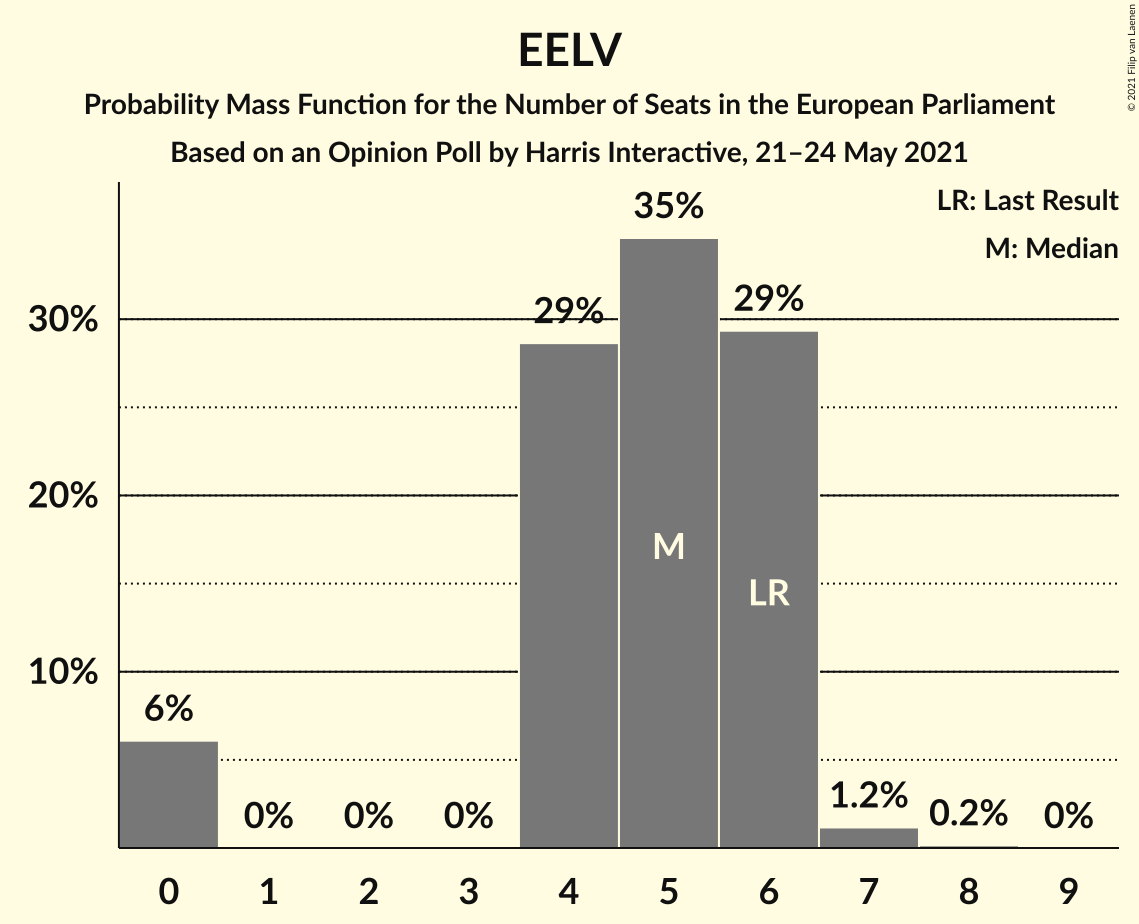 EELV
Probability Mass Function for the Number of Seats in the European Parliament
Based on an Opinion Poll by Harris Interactive, 21–24 May 2021
© 2021 Filip van Laenen
LR: Last Result
M: Median
30%
20%
10%
6%
0%
0%
0%
29%
35%
29%
1.2%
0.2%
0%
M
LR
0 1 2 3 4 5 6 7 8 9